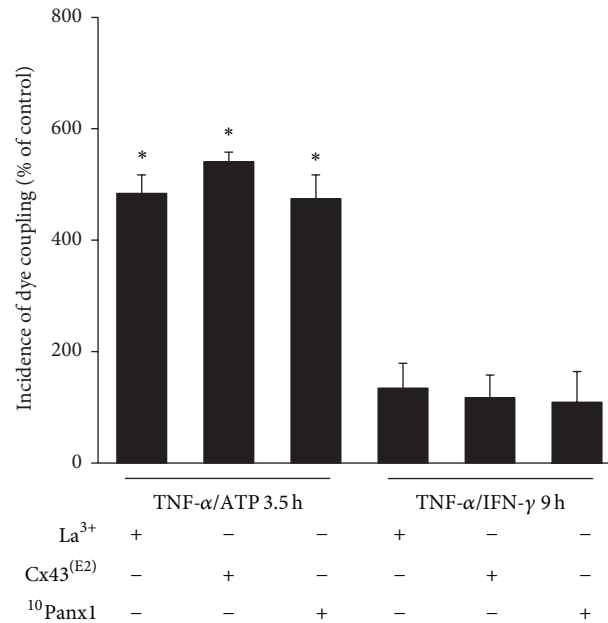 Incidence of dye coupling (% of control)
800
600
400
200
0
* * *
TNF-α/ATP 3.5 h TNF-α/IFN-γ 9 h
La³⁺ + − − + − −
Cx43⁽ᴱ²⁾ − + − − + −
¹⁰Panx1 − − + − − +